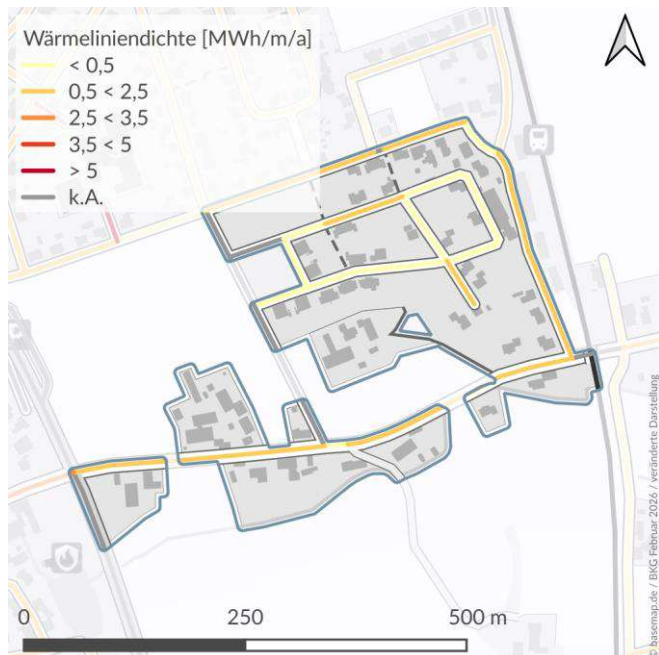 Wärmeliniendichte [MWh/m/a]
< 0,5
0,5 < 2,5
2,5 < 3,5
3,5 < 5
> 5
k.A.
0 250 500 m
© basemap.de / BKG Februar 2026 / veränderte Darstellung